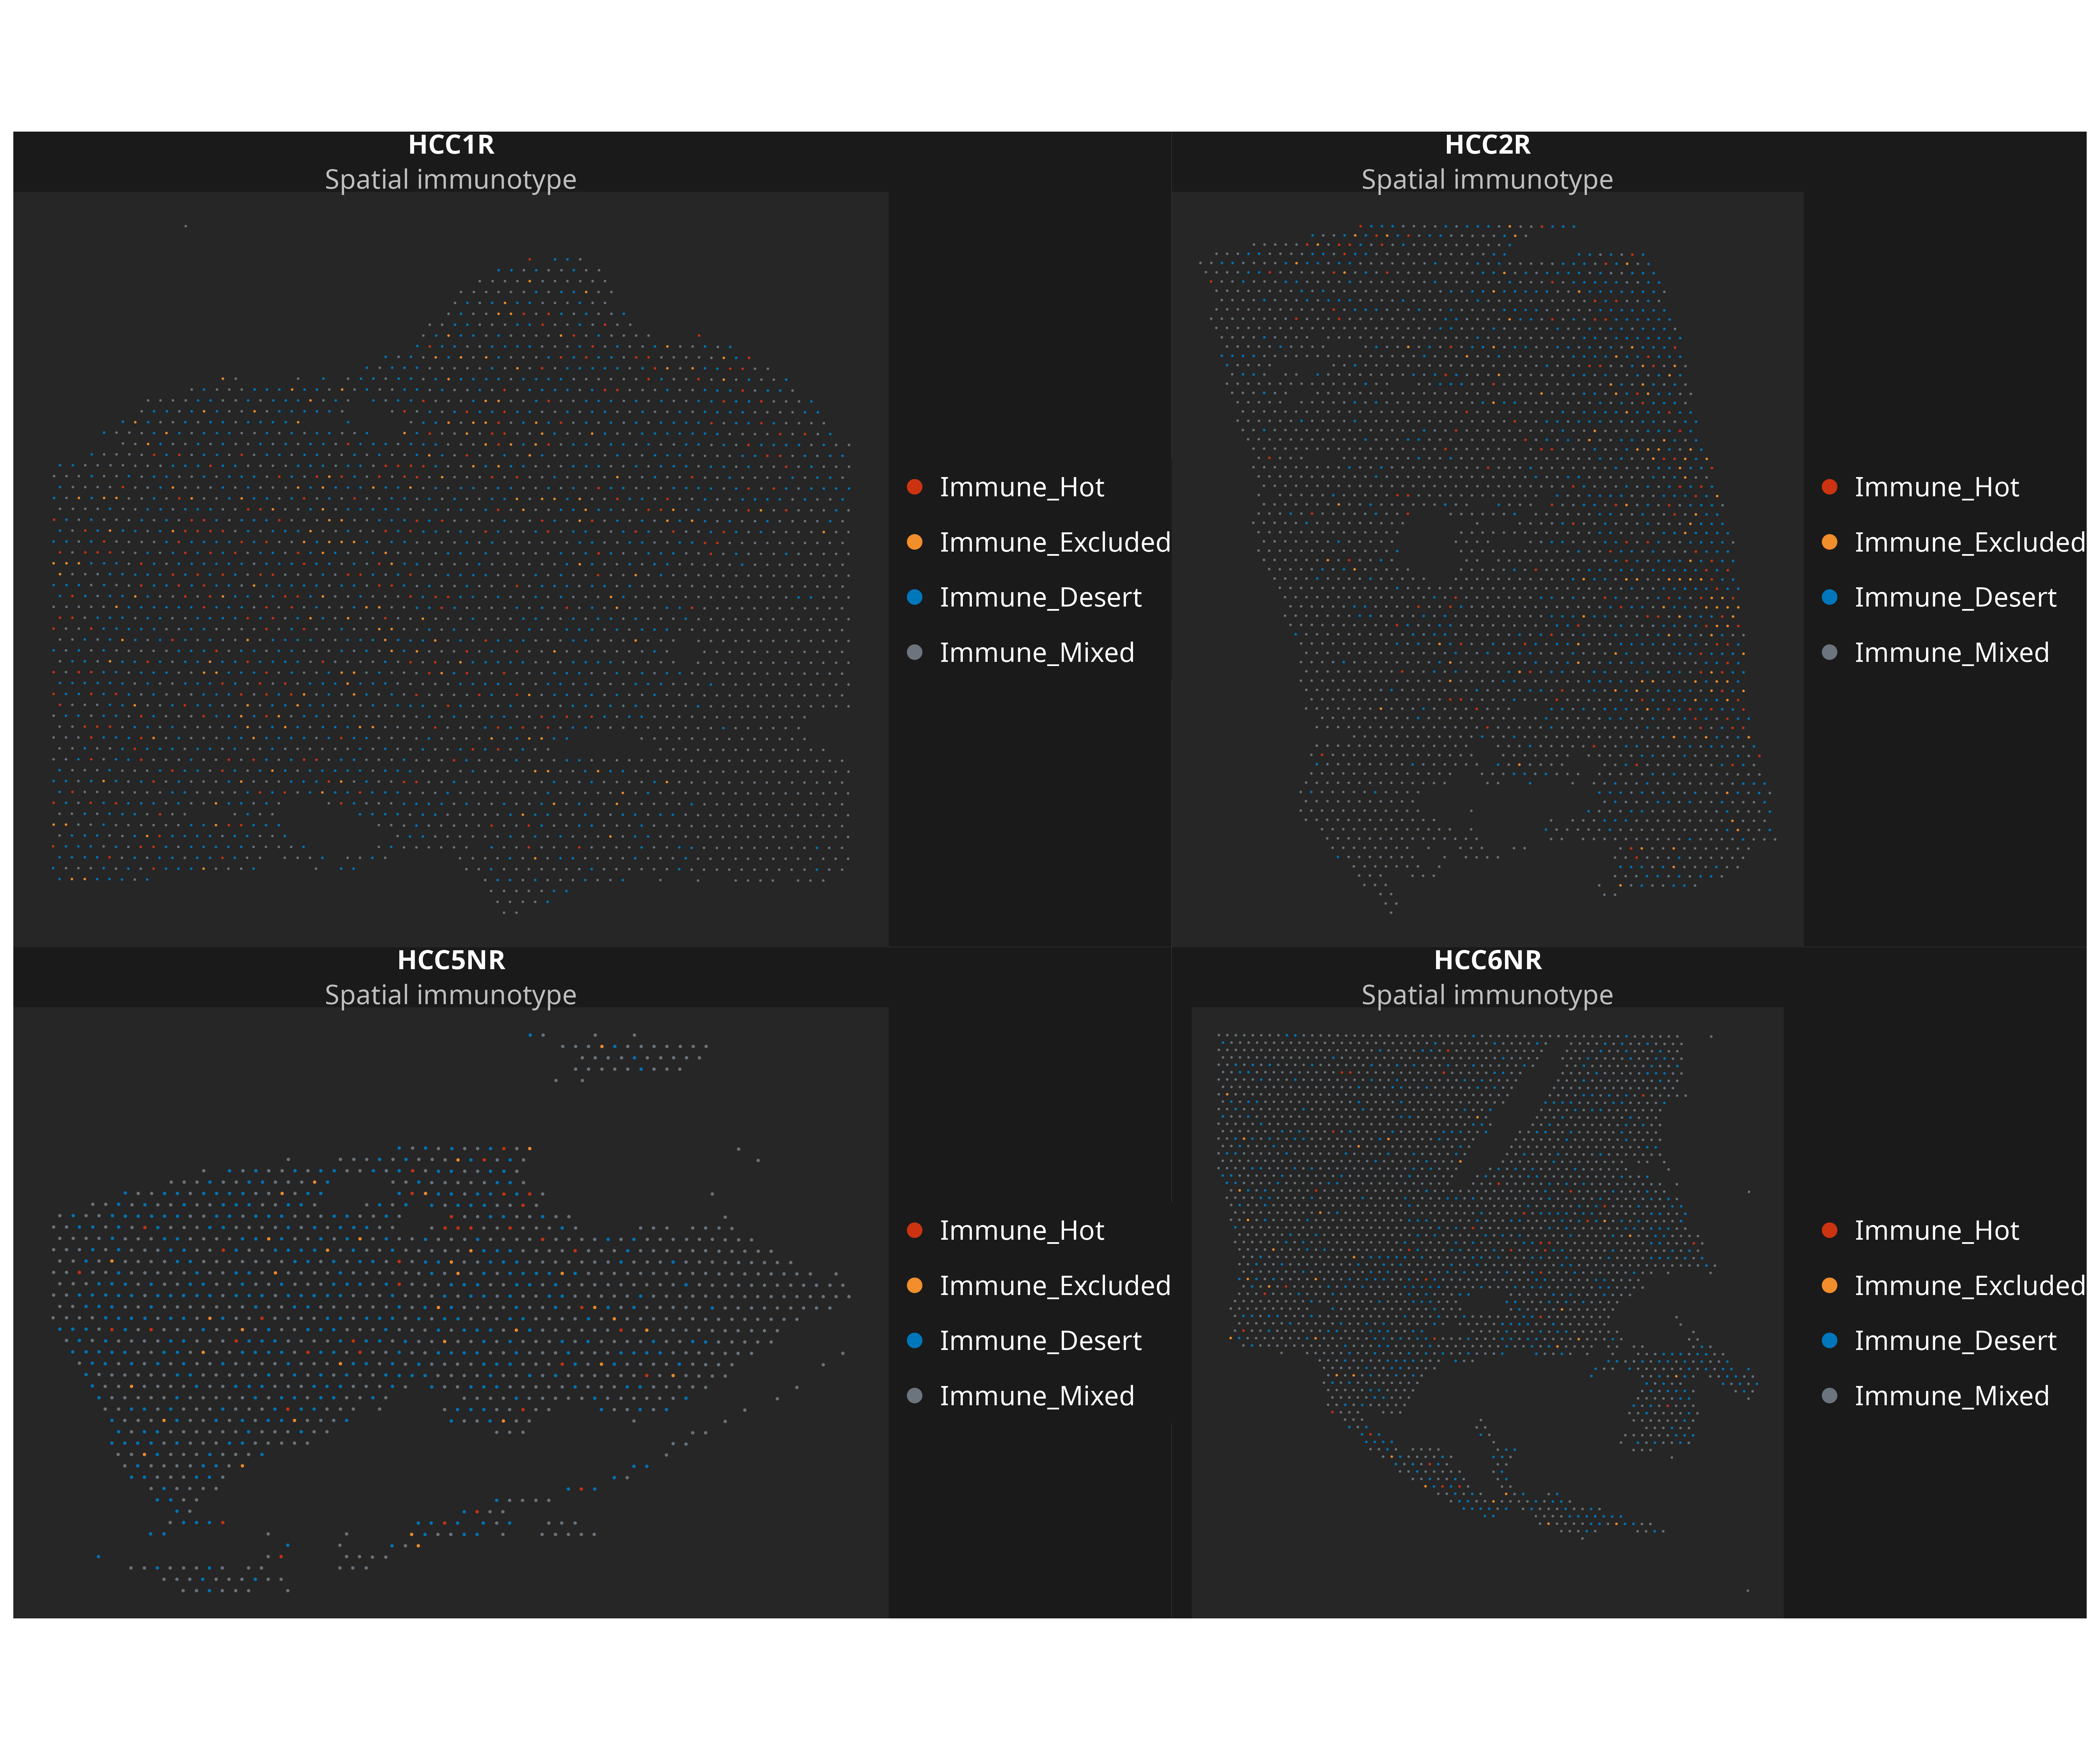 HCC1R
Spatial immunotype
Immune_Hot
Immune_Excluded
Immune_Desert
Immune_Mixed
HCC2R
Spatial immunotype
Immune_Hot
Immune_Excluded
Immune_Desert
Immune_Mixed
HCC5NR
Spatial immunotype
Immune_Hot
Immune_Excluded
Immune_Desert
Immune_Mixed
HCC6NR
Spatial immunotype
Immune_Hot
Immune_Excluded
Immune_Desert
Immune_Mixed